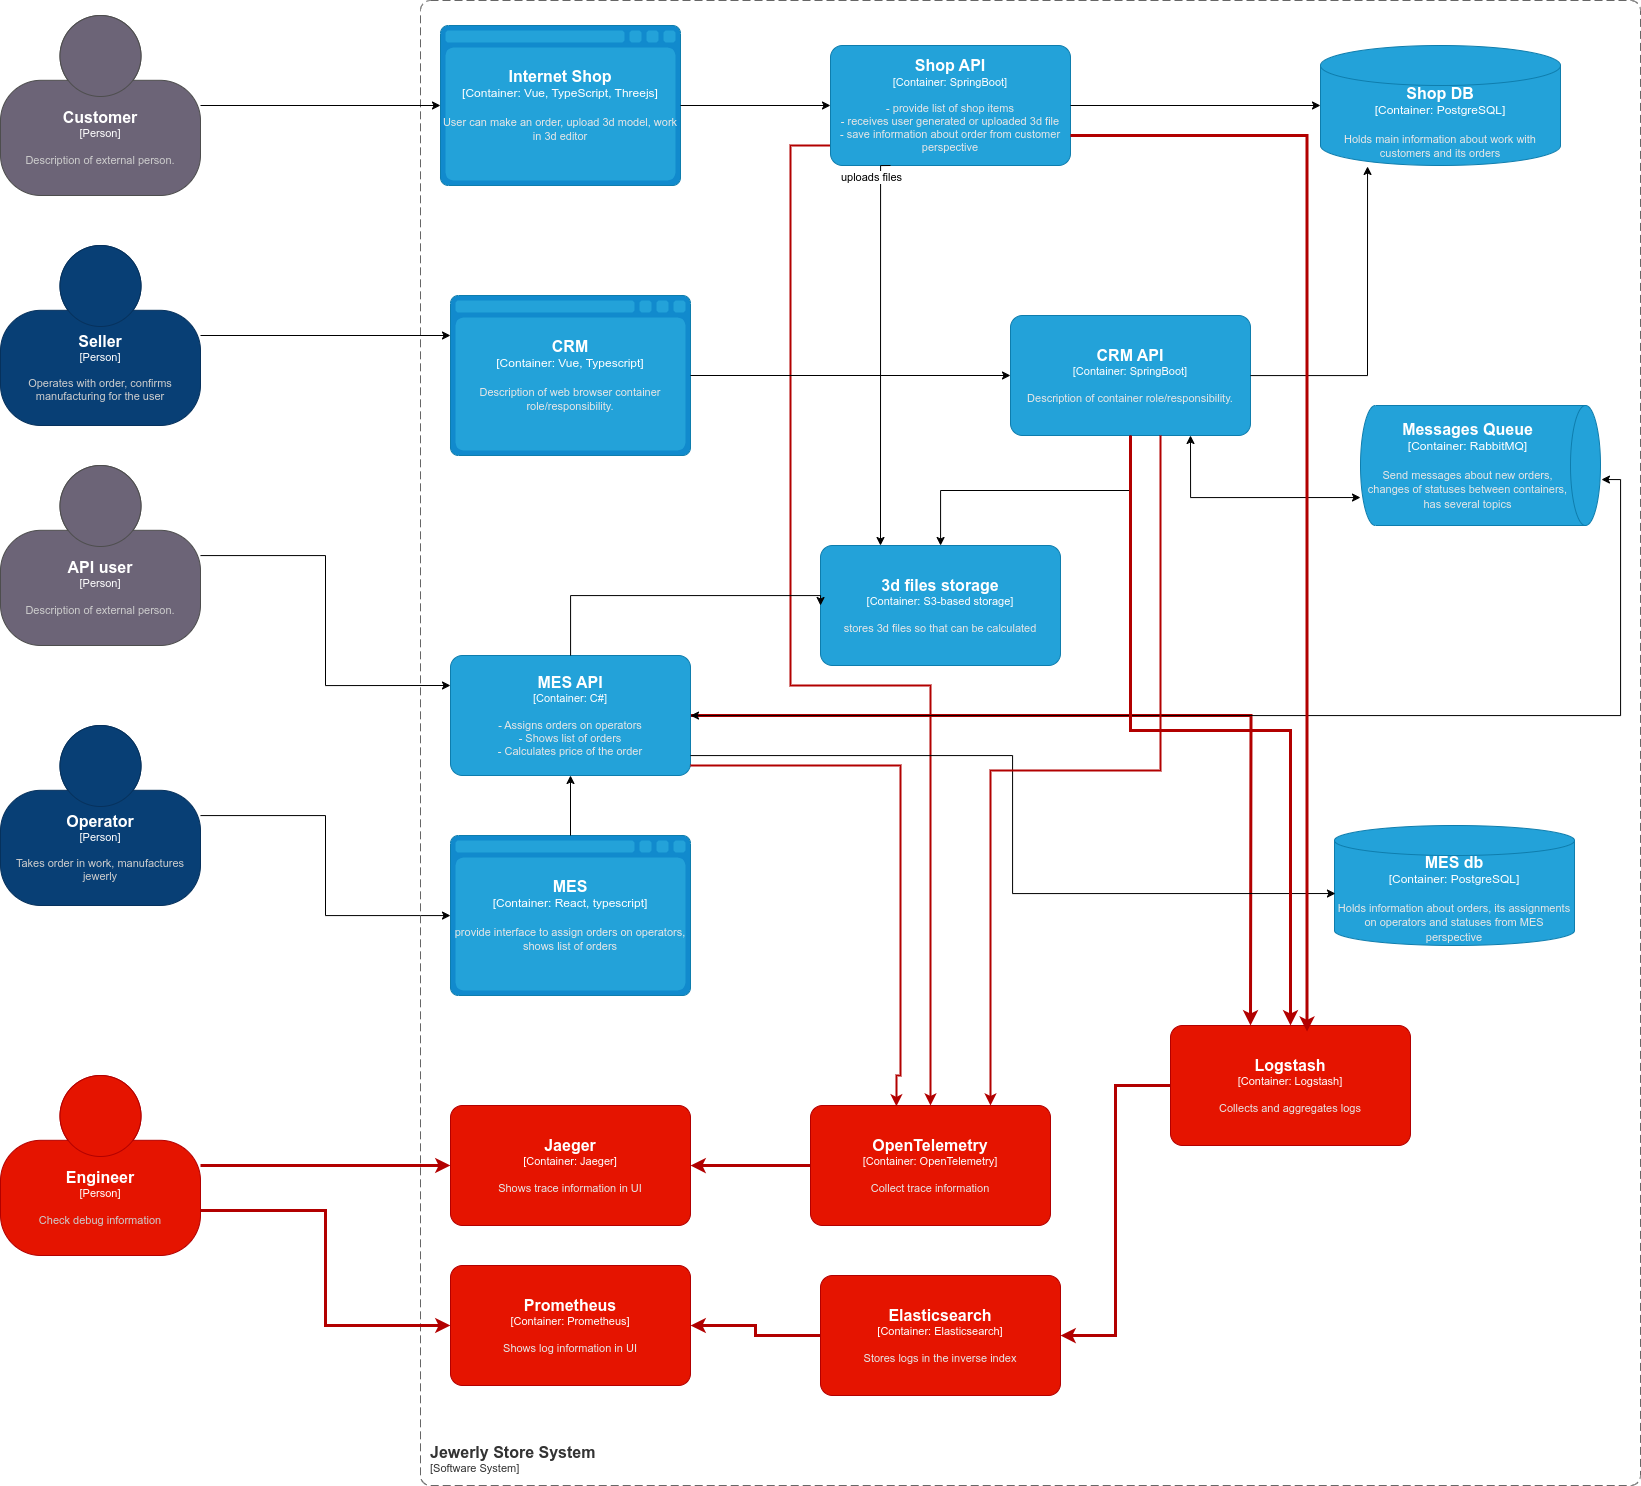 Customer
[Person]
Description of external person.
Internet Shop
[Container: Vue, TypeScript, Threejs]
User can make an order, upload 3d model, work
in 3d editor
Shop API
[Container: SpringBoot]
- provide list of shop items
- receives user generated or uploaded 3d file
- save information about order from customer
perspective
uploads files
Shop DB
[Container: PostgreSQL]
Holds main information about work with
customers and its orders
Seller
[Person]
Operates with order, confirms
manufacturing for the user
CRM
[Container: Vue, Typescript]
Description of web browser container
role/responsibility.
CRM API
[Container: SpringBoot]
Description of container role/responsibility.
Messages Queue
[Container: RabbitMQ]
Send messages about new orders,
changes of statuses between containers,
has several topics
API user
[Person]
Description of external person.
3d files storage
[Container: S3-based storage]
stores 3d files so that can be calculated
MES API
[Container: C#]
- Assigns orders on operators
- Shows list of orders
- Calculates price of the order
Operator
[Person]
Takes order in work, manufactures
jewerly
MES
[Container: React, typescript]
provide interface to assign orders on operators,
shows list of orders
MES db
[Container: PostgreSQL]
Holds information about orders, its assignments
on operators and statuses from MES
perspective
Logstash
[Container: Logstash]
Collects and aggregates logs
Engineer
[Person]
Check debug information
Jaeger
[Container: Jaeger]
Shows trace information in UI
OpenTelemetry
[Container: OpenTelemetry]
Collect trace information
Prometheus
[Container: Prometheus]
Shows log information in UI
Elasticsearch
[Container: Elasticsearch]
Stores logs in the inverse index
Jewerly Store System
[Software System]